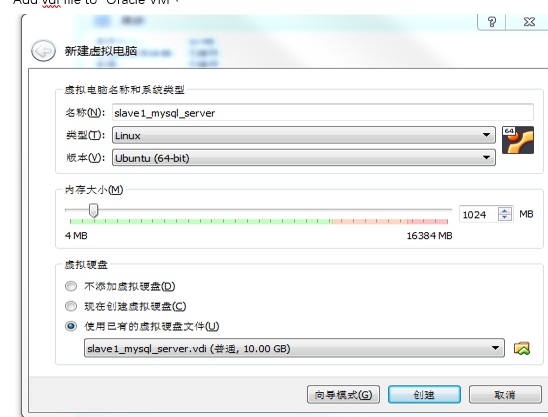 Add vdi file to "Oracle VM":
新建虚拟电脑
虚拟电脑名称和系统类型
名称(N): slave1_mysql_server
类型(T): Linux
64
版本(V): Ubuntu (64-bit)
内存大小(M)
1024 MB
4 MB 16384 MB
虚拟硬盘
不添加虚拟硬盘(D)
现在创建虚拟硬盘(C)
使用已有的虚拟硬盘文件(U)
slave1_mysql_server.vdi (普通, 10.00 GB)
向导模式(G) 创建 取消